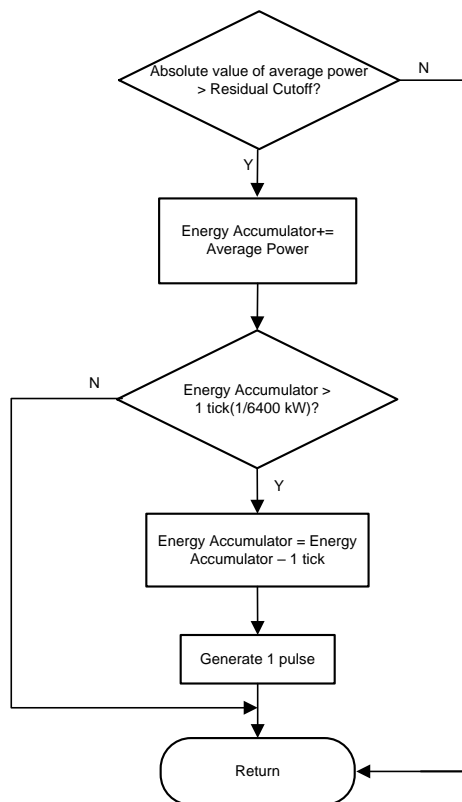 Absolute value of average power
> Residual Cutoff?
N
Y
Energy Accumulator+=
Average Power
N
Energy Accumulator >
1 tick(1/6400 kW)?
Y
Energy Accumulator = Energy
Accumulator – 1 tick
Generate 1 pulse
Return